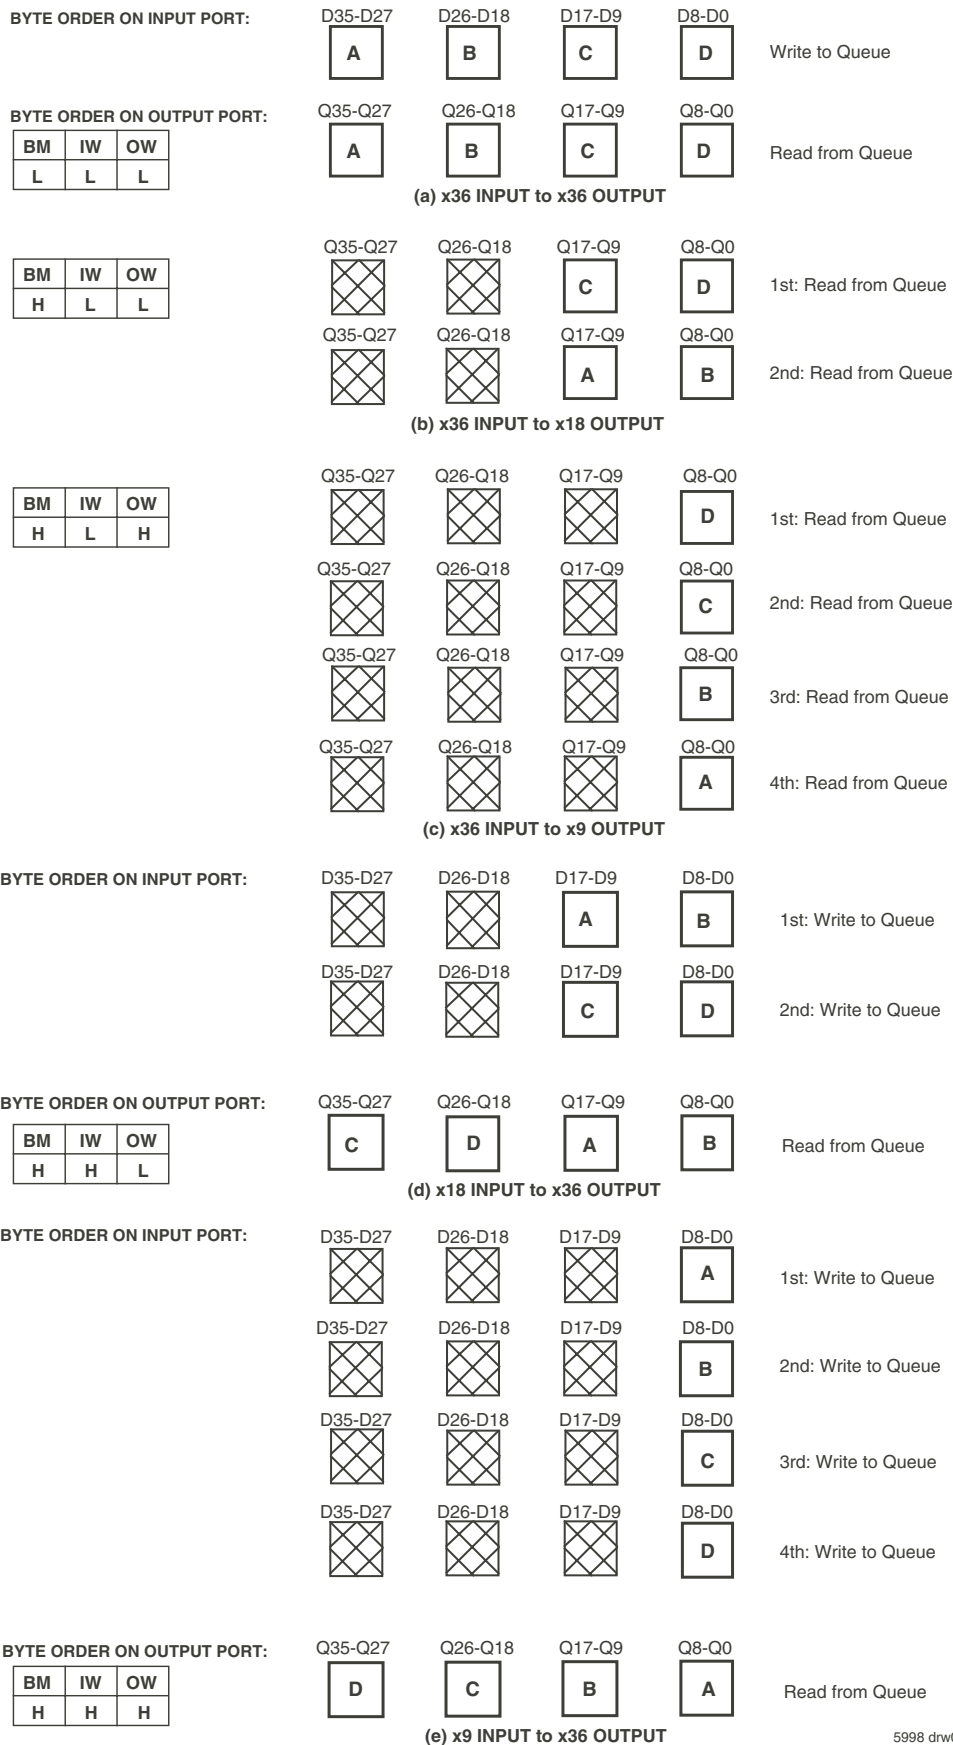 BYTE ORDER ON INPUT PORT: D35-D27 D26-D18 D17-D9 D8-D0
A B C D Write to Queue
BYTE ORDER ON OUTPUT PORT: Q35-Q27 Q26-Q18 Q17-Q9 Q8-Q0
BM IW OW A B C D Read from Queue
L L L
(a) x36 INPUT to x36 OUTPUT
Q35-Q27 Q26-Q18 Q17-Q9 Q8-Q0
BM IW OW C D 1st: Read from Queue
H L L
Q35-Q27 Q26-Q18 Q17-Q9 Q8-Q0
A B 2nd: Read from Queue
(b) x36 INPUT to x18 OUTPUT
Q35-Q27 Q26-Q18 Q17-Q9 Q8-Q0
BM IW OW D 1st: Read from Queue
H L H
Q35-Q27 Q26-Q18 Q17-Q9 Q8-Q0
C 2nd: Read from Queue
Q35-Q27 Q26-Q18 Q17-Q9 Q8-Q0
B 3rd: Read from Queue
Q35-Q27 Q26-Q18 Q17-Q9 Q8-Q0
A 4th: Read from Queue
(c) x36 INPUT to x9 OUTPUT
BYTE ORDER ON INPUT PORT: D35-D27 D26-D18 D17-D9 D8-D0
A B 1st: Write to Queue
D35-D27 D26-D18 D17-D9 D8-D0
C D 2nd: Write to Queue
BYTE ORDER ON OUTPUT PORT: Q35-Q27 Q26-Q18 Q17-Q9 Q8-Q0
BM IW OW C D A B Read from Queue
H H L
(d) x18 INPUT to x36 OUTPUT
BYTE ORDER ON INPUT PORT: D35-D27 D26-D18 D17-D9 D8-D0
A 1st: Write to Queue
D35-D27 D26-D18 D17-D9 D8-D0
B 2nd: Write to Queue
D35-D27 D26-D18 D17-D9 D8-D0
C 3rd: Write to Queue
D35-D27 D26-D18 D17-D9 D8-D0
D 4th: Write to Queue
BYTE ORDER ON OUTPUT PORT: Q35-Q27 Q26-Q18 Q17-Q9 Q8-Q0
BM IW OW D C B A Read from Queue
H H H
(e) x9 INPUT to x36 OUTPUT 5998